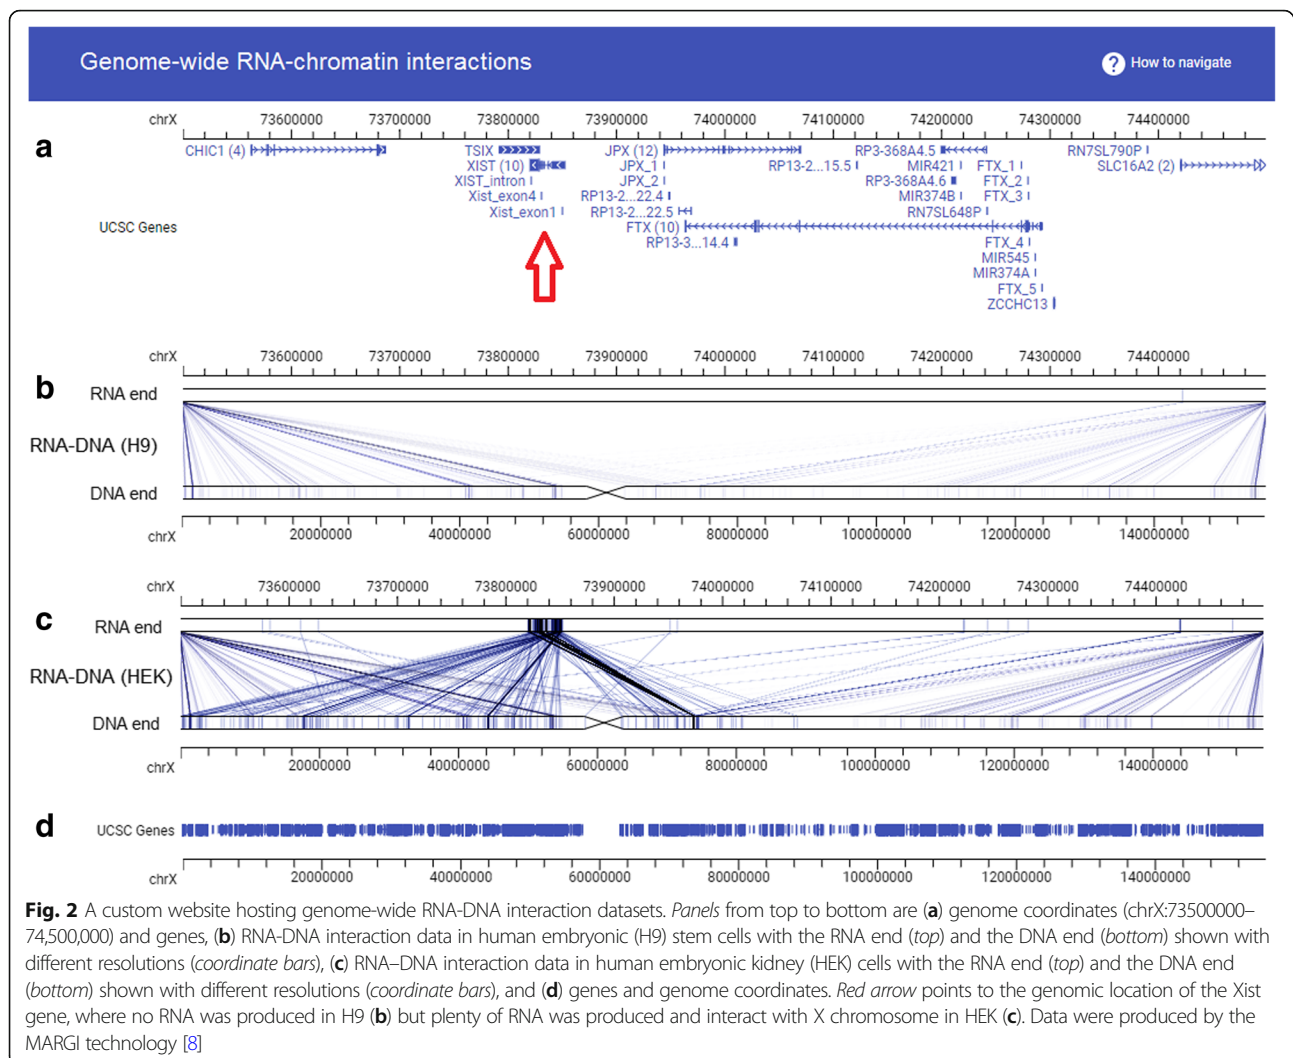 Genome-wide RNA-chromatin interactions
? How to navigate
chrX 73600000 73700000 73800000 73900000 74000000 74100000 74200000 74300000 74400000
a
CHIC1 (4) TSIX JPX (12) RP3-368A4.5 RN7SL790P
XIST (10) JPX_1 RP13-2...15.5 MIR421 FTX_1 SLC16A2 (2)
XIST_intron JPX_2 RP3-368A4.6 FTX_2
Xist_exon4 RP13-2...22.4 MIR374B FTX_3
Xist_exon1 RP13-2...22.5 RN7SL648P
UCSC Genes FTX (10)
RP13-3...14.4 FTX_4
MIR545
MIR374A
FTX_5
ZCCHC13
chrX 73600000 73700000 73800000 73900000 74000000 74100000 74200000 74300000 74400000
b
RNA end
RNA-DNA (H9)
DNA end
chrX 20000000 40000000 60000000 80000000 100000000 120000000 140000000
chrX 73600000 73700000 73800000 73900000 74000000 74100000 74200000 74300000 74400000
c
RNA end
RNA-DNA (HEK)
DNA end
chrX 20000000 40000000 60000000 80000000 100000000 120000000 140000000
d
UCSC Genes
chrX 20000000 40000000 60000000 80000000 100000000 120000000 140000000
Fig. 2 A custom website hosting genome-wide RNA-DNA interaction datasets. Panels from top to bottom are (a) genome coordinates (chrX:73500000–
74,500,000) and genes, (b) RNA-DNA interaction data in human embryonic (H9) stem cells with the RNA end (top) and the DNA end (bottom) shown with
different resolutions (coordinate bars), (c) RNA–DNA interaction data in human embryonic kidney (HEK) cells with the RNA end (top) and the DNA end
(bottom) shown with different resolutions (coordinate bars), and (d) genes and genome coordinates. Red arrow points to the genomic location of the Xist
gene, where no RNA was produced in H9 (b) but plenty of RNA was produced and interact with X chromosome in HEK (c). Data were produced by the
MARGI technology [8]